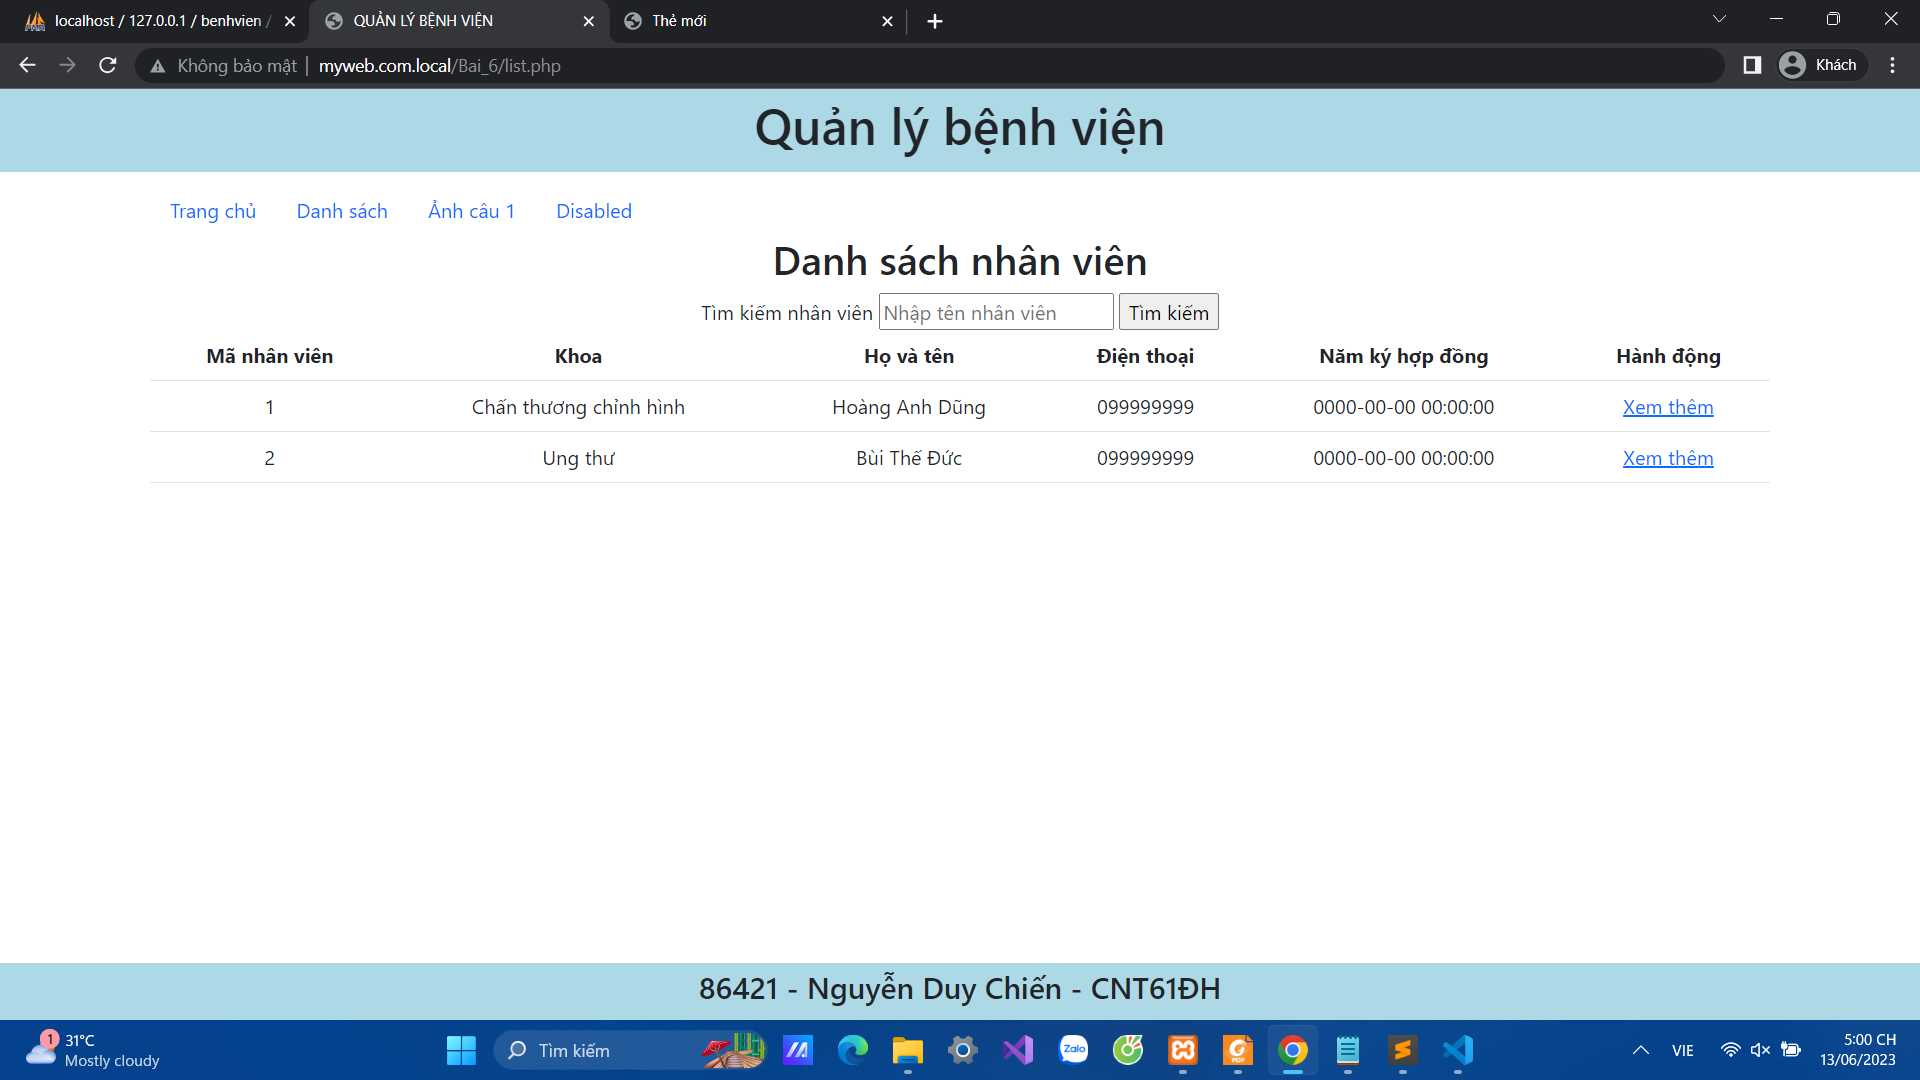 localhost / 127.0.0.1 / benhvien /
QUẢN LÝ BỆNH VIỆN
Thẻ mới
Không bảo mật
myweb.com.local/Bai_6/list.php
Khách
Quản lý bệnh viện
Trang chủ Danh sách Ảnh câu 1 Disabled
Danh sách nhân viên
Tìm kiếm nhân viên Nhập tên nhân viên Tìm kiếm
Mã nhân viên Khoa Họ và tên Điện thoại Năm ký hợp đồng Hành động
1 Chấn thương chỉnh hình Hoàng Anh Dũng 099999999 0000-00-00 00:00:00 Xem thêm
2 Ung thư Bùi Thế Đức 099999999 0000-00-00 00:00:00 Xem thêm
86421 - Nguyễn Duy Chiến - CNT61ĐH
1
31°C
Mostly cloudy
Tìm kiếm
Zalo
PDF
VIE
5:00 CH
13/06/2023